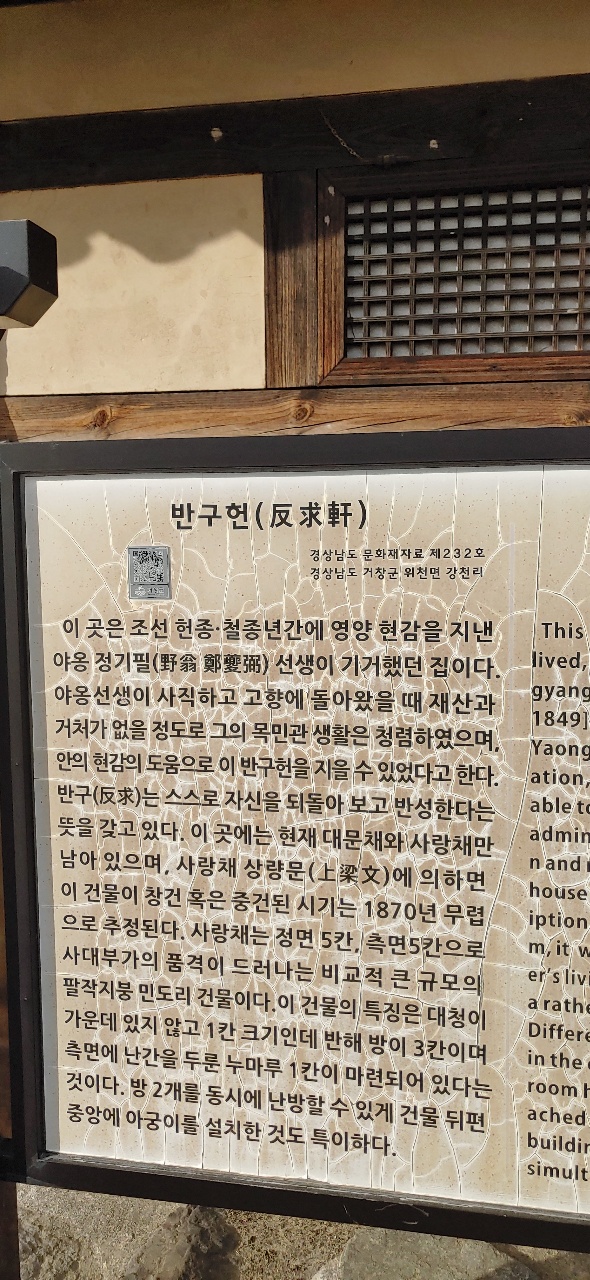 반구헌(反求軒)
경상남도 문화재자료 제232호
경상남도 거창군 위천면 강천리
이 곳은 조선 헌종·철종년간에 영양 현감을 지낸
야옹 정기필(野翁 鄭夔弼) 선생이 기거했던 집이다.
야옹선생이 사직하고 고향에 돌아왔을 때 재산과
거처가 없을 정도로 그의 목민관 생활은 청렴하였으며,
안의 현감의 도움으로 이 반구헌을 지을 수 있었다고 한다.
반구(反求)는 스스로 자신을 되돌아 보고 반성한다는
뜻을 갖고 있다. 이 곳에는 현재 대문채와 사랑채만
남아 있으며, 사랑채 상량문(上梁文)에 의하면
이 건물이 창건 혹은 중건된 시기는 1870년 무렵
으로 추정된다. 사랑채는 정면 5칸, 측면5칸으로
사대부가의 품격이 드러나는 비교적 큰 규모의
팔작지붕 민도리 건물이다.이 건물의 특징은 대청이
가운데 있지 않고 1칸 크기인데 반해 방이 3칸이며
측면에 난간을 두룬 누마루 1칸이 마련되어 있다는
것이다. 방 2개를 동시에 난방할 수 있게 건물 뒤편
중앙에 아궁이를 설치한 것도 특이하다.
This
lived,
gyang
1849]
Yaong
ation,
able to
admin
n and
house
iption
m, it w
er's livi
a rathe
Differe
in the
room h
ached
buildin
simult